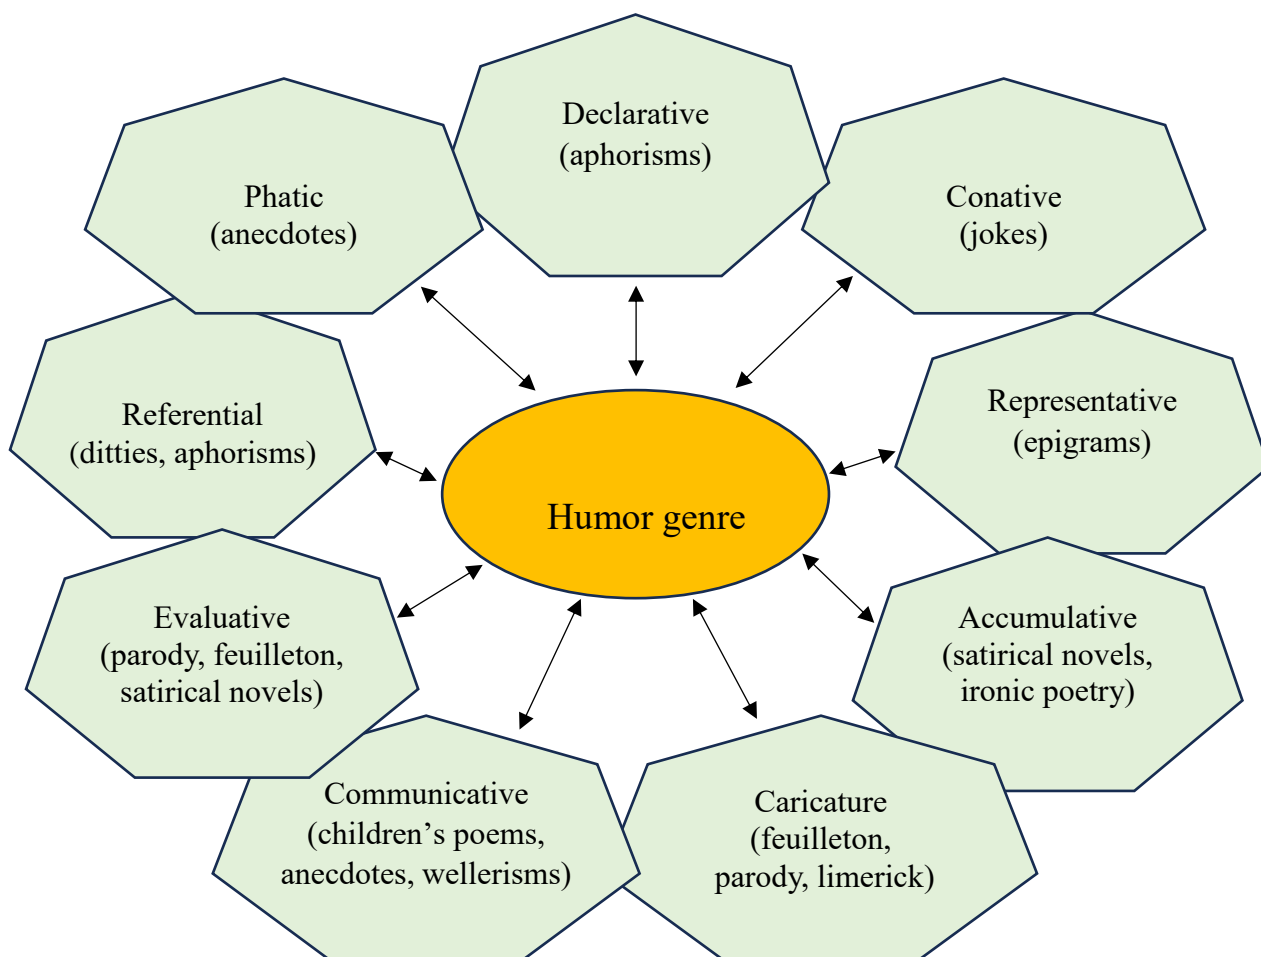 Declarative
(aphorisms)
Phatic
(anecdotes)
Conative
(jokes)
Referential
(ditties, aphorisms)
Representative
(epigrams)
Humor genre
Evaluative
(parody, feuilleton,
satirical novels)
Accumulative
(satirical novels,
ironic poetry)
Communicative
(children’s poems,
anecdotes, wellerisms)
Caricature
(feuilleton,
parody, limerick)